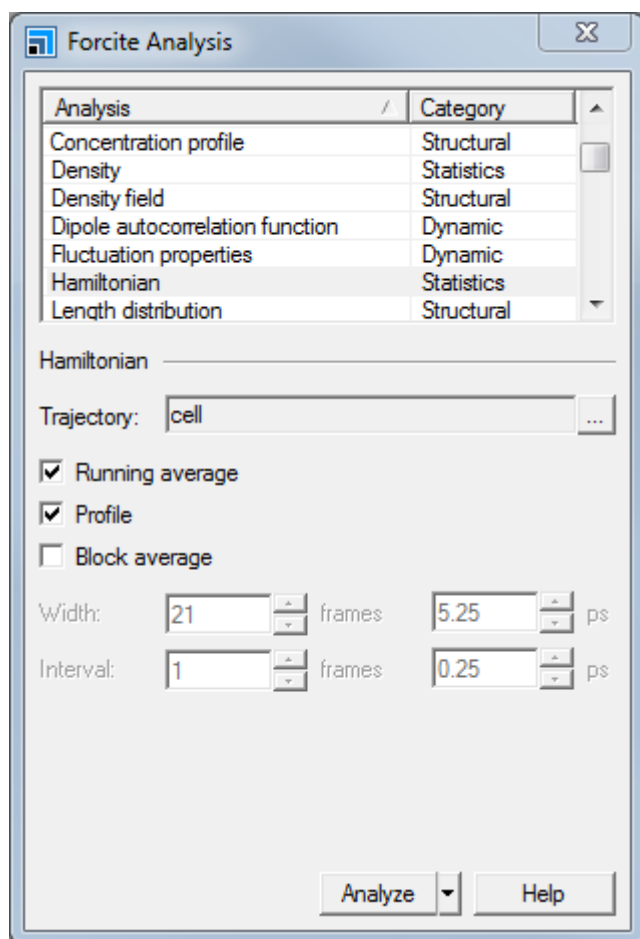 Forcite Analysis
Analysis Category
Concentration profile Structural
Density Statistics
Density field Structural
Dipole autocorrelation function Dynamic
Fluctuation properties Dynamic
Hamiltonian Statistics
Length distribution Structural
Hamiltonian
Trajectory: cell ...
Running average
Profile
Block average
Width: 21 frames 5.25 ps
Interval: 1 frames 0.25 ps
Analyze Help